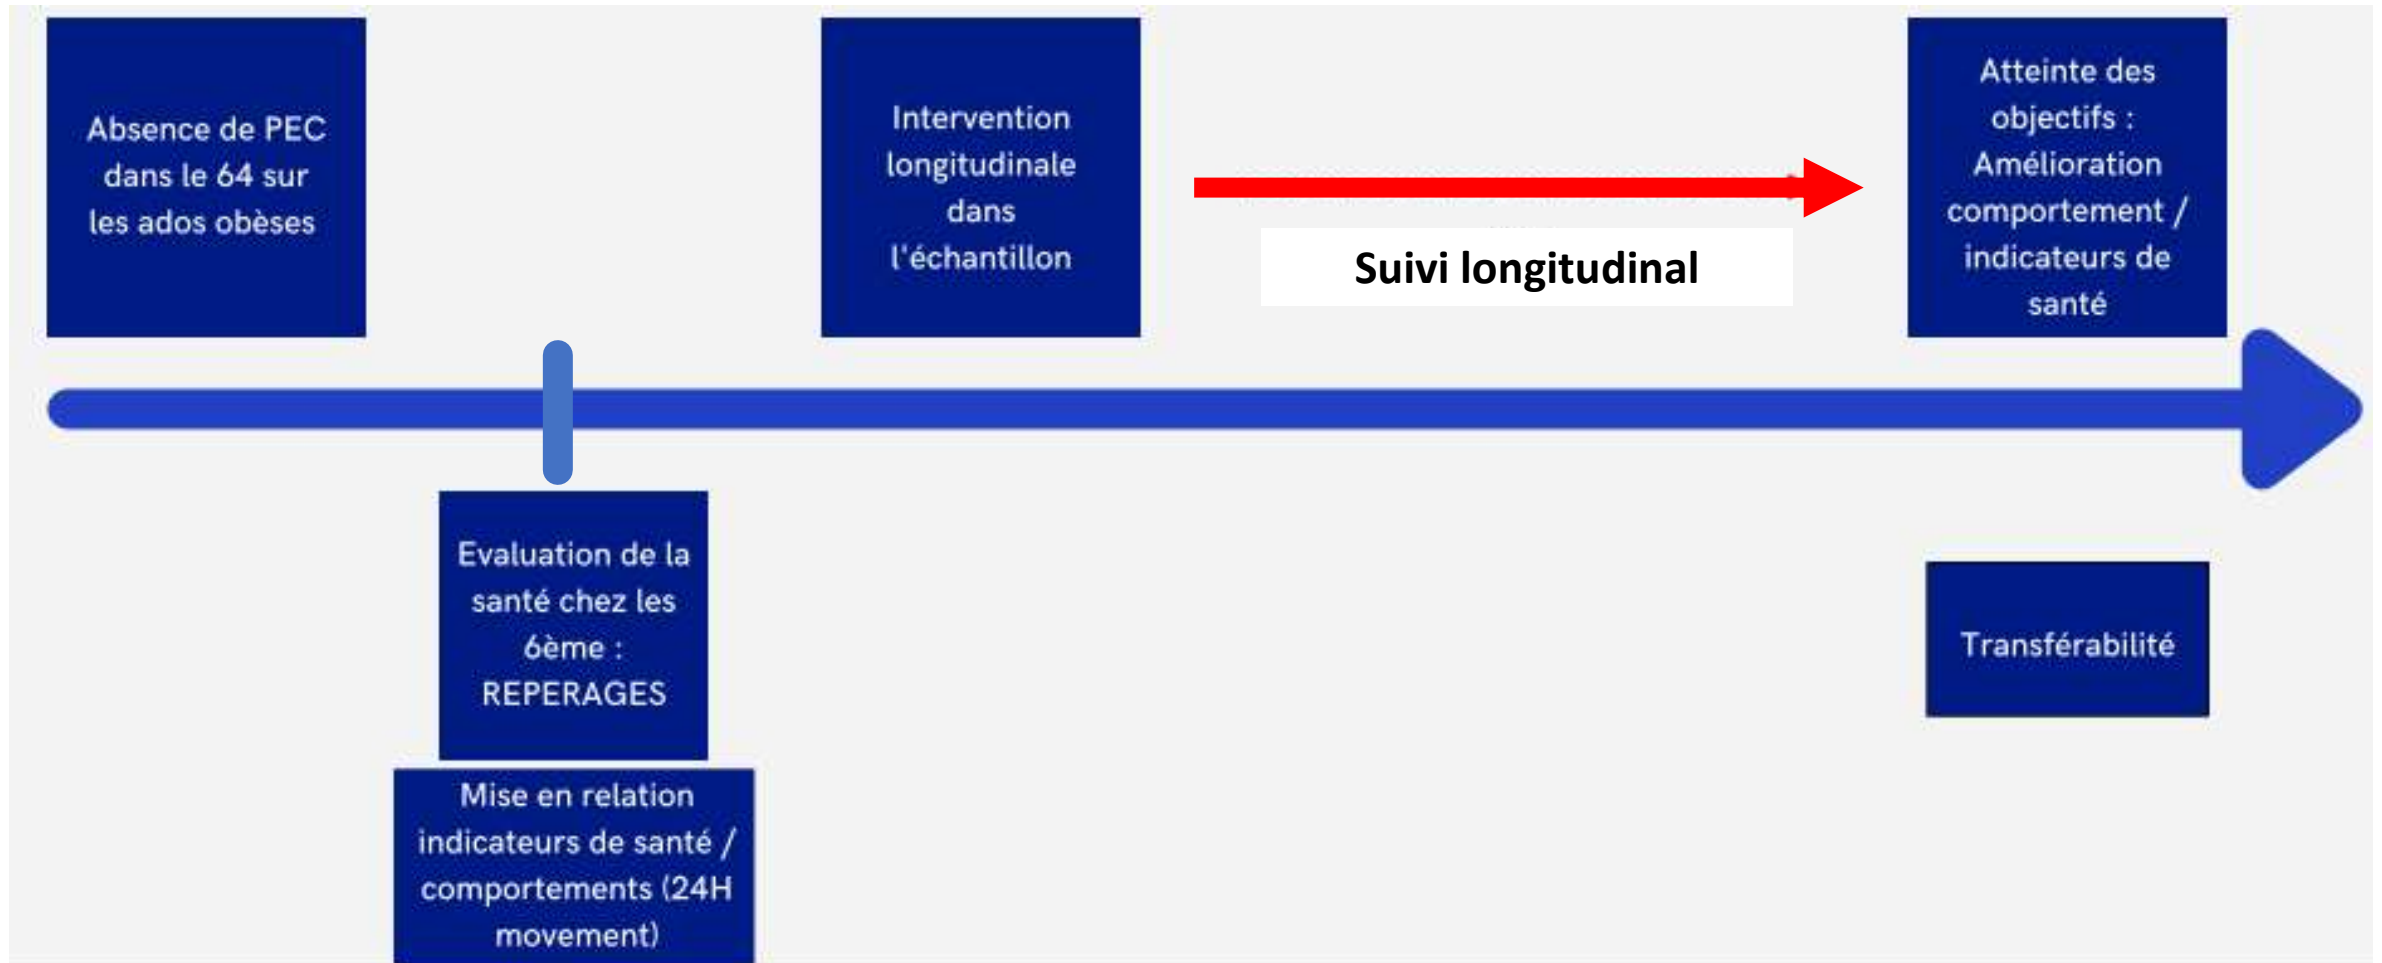 Absence de PEC
dans le 64 sur
les ados obèses
Intervention
longitudinale
dans
l'échantillon
Suivi longitudinal
Atteinte des
objectifs :
Amélioration
comportement /
indicateurs de
santé
Evaluation de la
santé chez les
6ème :
REPERAGES
Mise en relation
indicateurs de santé /
comportements (24H
movement)
Transférabilité